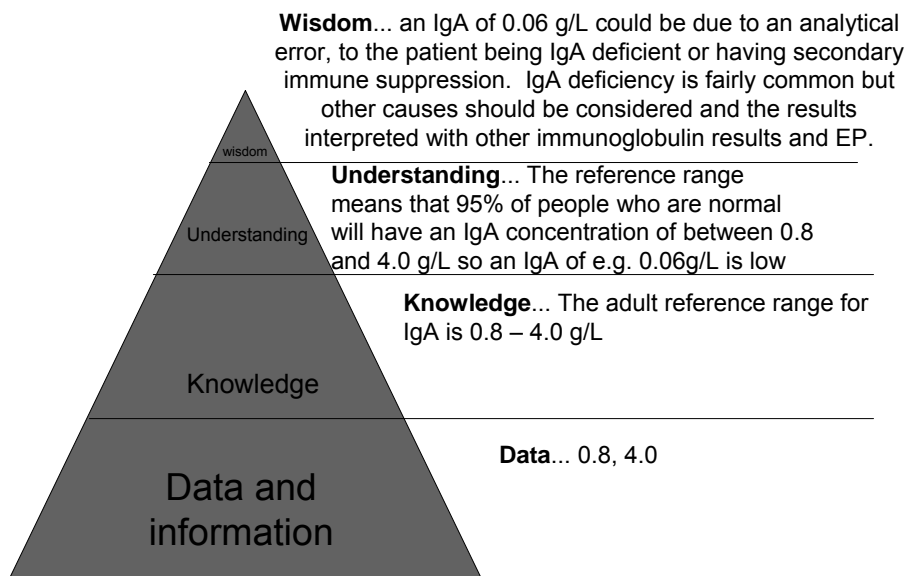 Wisdom... an IgA of 0.06 g/L could be due to an analytical
error, to the patient being IgA deficient or having secondary
immune suppression.  IgA deficiency is fairly common but
other causes should be considered and the results
interpreted with other immunoglobulin results and EP.
wisdom
Understanding... The reference range
means that 95% of people who are normal
will have an IgA concentration of between 0.8
and 4.0 g/L so an IgA of e.g. 0.06g/L is low
Understanding
Knowledge... The adult reference range for
IgA is 0.8 – 4.0 g/L
Knowledge
Data... 0.8, 4.0
Data and
information